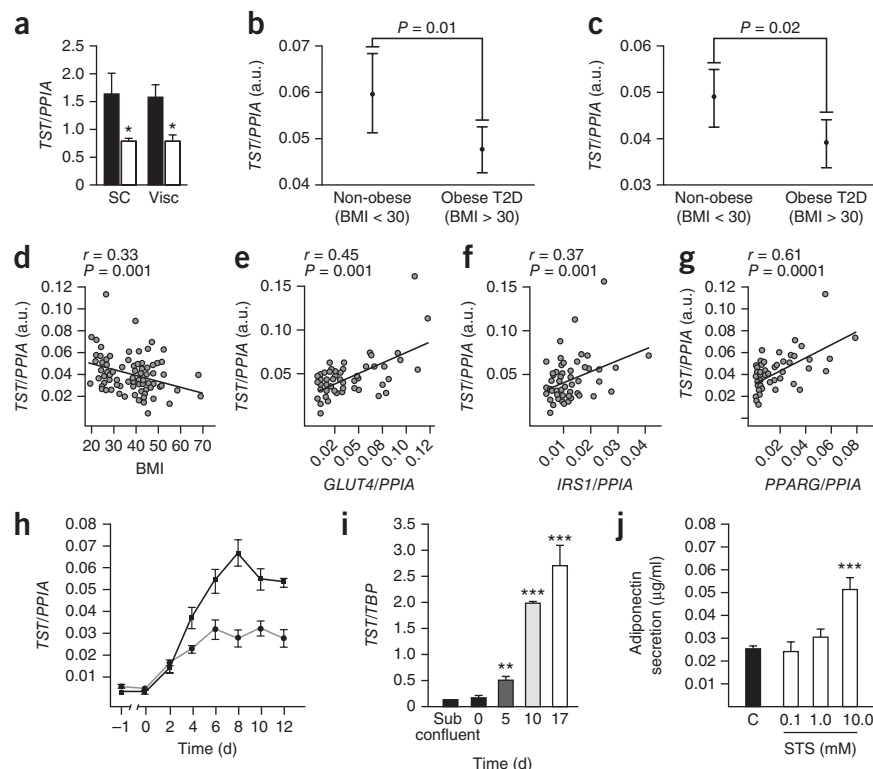 a
TST/PPIA
2.5
2.0
1.5
1.0
0.5
0
*
*
SC
Visc
b
P = 0.01
TST/PPIA (a.u.)
0.07
0.06
0.05
0.04
Non-obese
(BMI < 30)
Obese T2D
(BMI > 30)
c
P = 0.02
TST/PPIA (a.u.)
0.06
0.05
0.04
0.03
Non-obese
(BMI < 30)
Obese T2D
(BMI > 30)
d
r = 0.33
P = 0.001
TST/PPIA (a.u.)
0.12
0.10
0.08
0.06
0.04
0.02
20 30 40 50 60 70
BMI
e
r = 0.45
P = 0.001
TST/PPIA (a.u.)
0.15
0.10
0.05
0.02 0.05 0.08 0.10 0.12
GLUT4/PPIA
f
r = 0.37
P = 0.001
TST/PPIA (a.u.)
0.15
0.10
0.05
0
0.01 0.02 0.03 0.04
IRS1/PPIA
g
r = 0.61
P = 0.0001
TST/PPIA (a.u.)
0.12
0.10
0.08
0.06
0.04
0.02
0.02 0.04 0.06 0.08
PPARG/PPIA
h
TST/PPIA
0.08
0.07
0.06
0.05
0.04
0.03
0.02
0.01
–1 0 2 4 6 8 10 12
Time (d)
i
TST/TBP
3.5
3.0
2.5
2.0
1.5
1.0
0.5
0
**
***
***
Sub
confluent
0 5 10 17
Time (d)
j
Adiponectin
secretion (µg/ml)
0.08
0.07
0.06
0.05
0.04
0.03
0.02
0.01
***
C 0.1 1.0 10.0
STS (mM)